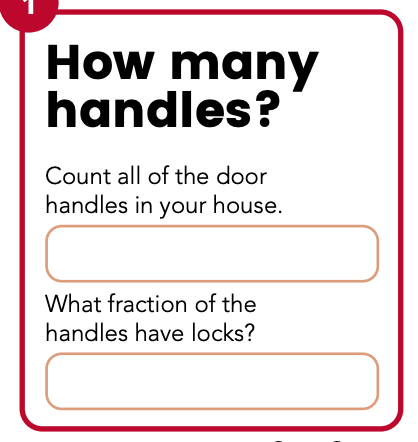 1
How many
handles?
Count all of the door
handles in your house.
What fraction of the
handles have locks?